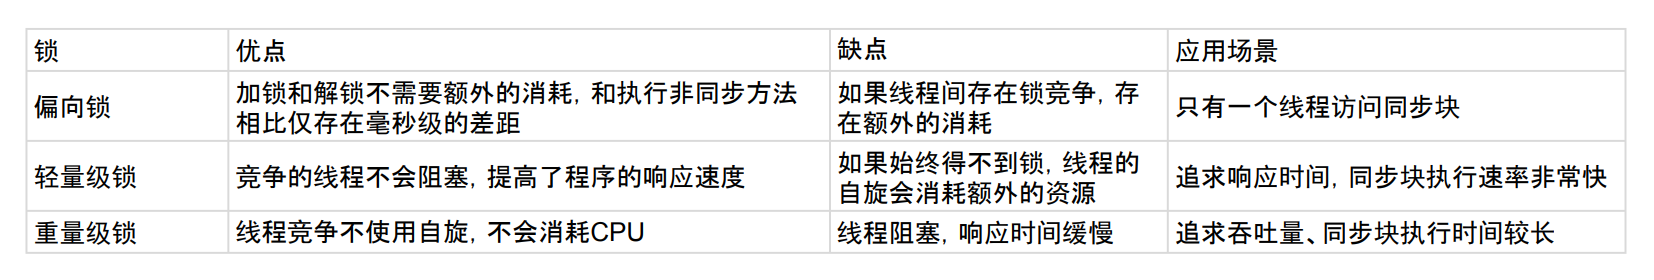 锁
优点
缺点
应用场景
偏向锁
加锁和解锁不需要额外的消耗，和执行非同步方法
相比仅存在毫秒级的差距
如果线程间存在锁竞争，存
在额外的消耗
只有一个线程访问同步块
轻量级锁
竞争的线程不会阻塞，提高了程序的响应速度
如果始终得不到锁，线程的
自旋会消耗额外的资源
追求响应时间，同步块执行速率非常快
重量级锁
线程竞争不使用自旋，不会消耗CPU
线程阻塞，响应时间缓慢
追求吞吐量、同步块执行时间较长